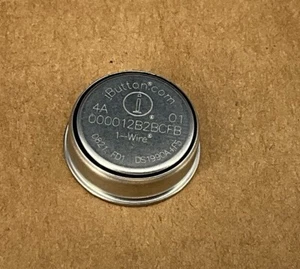 iButton.com
i
4A 01
000012B2BCFB
1-Wire®
DS1990A+F5